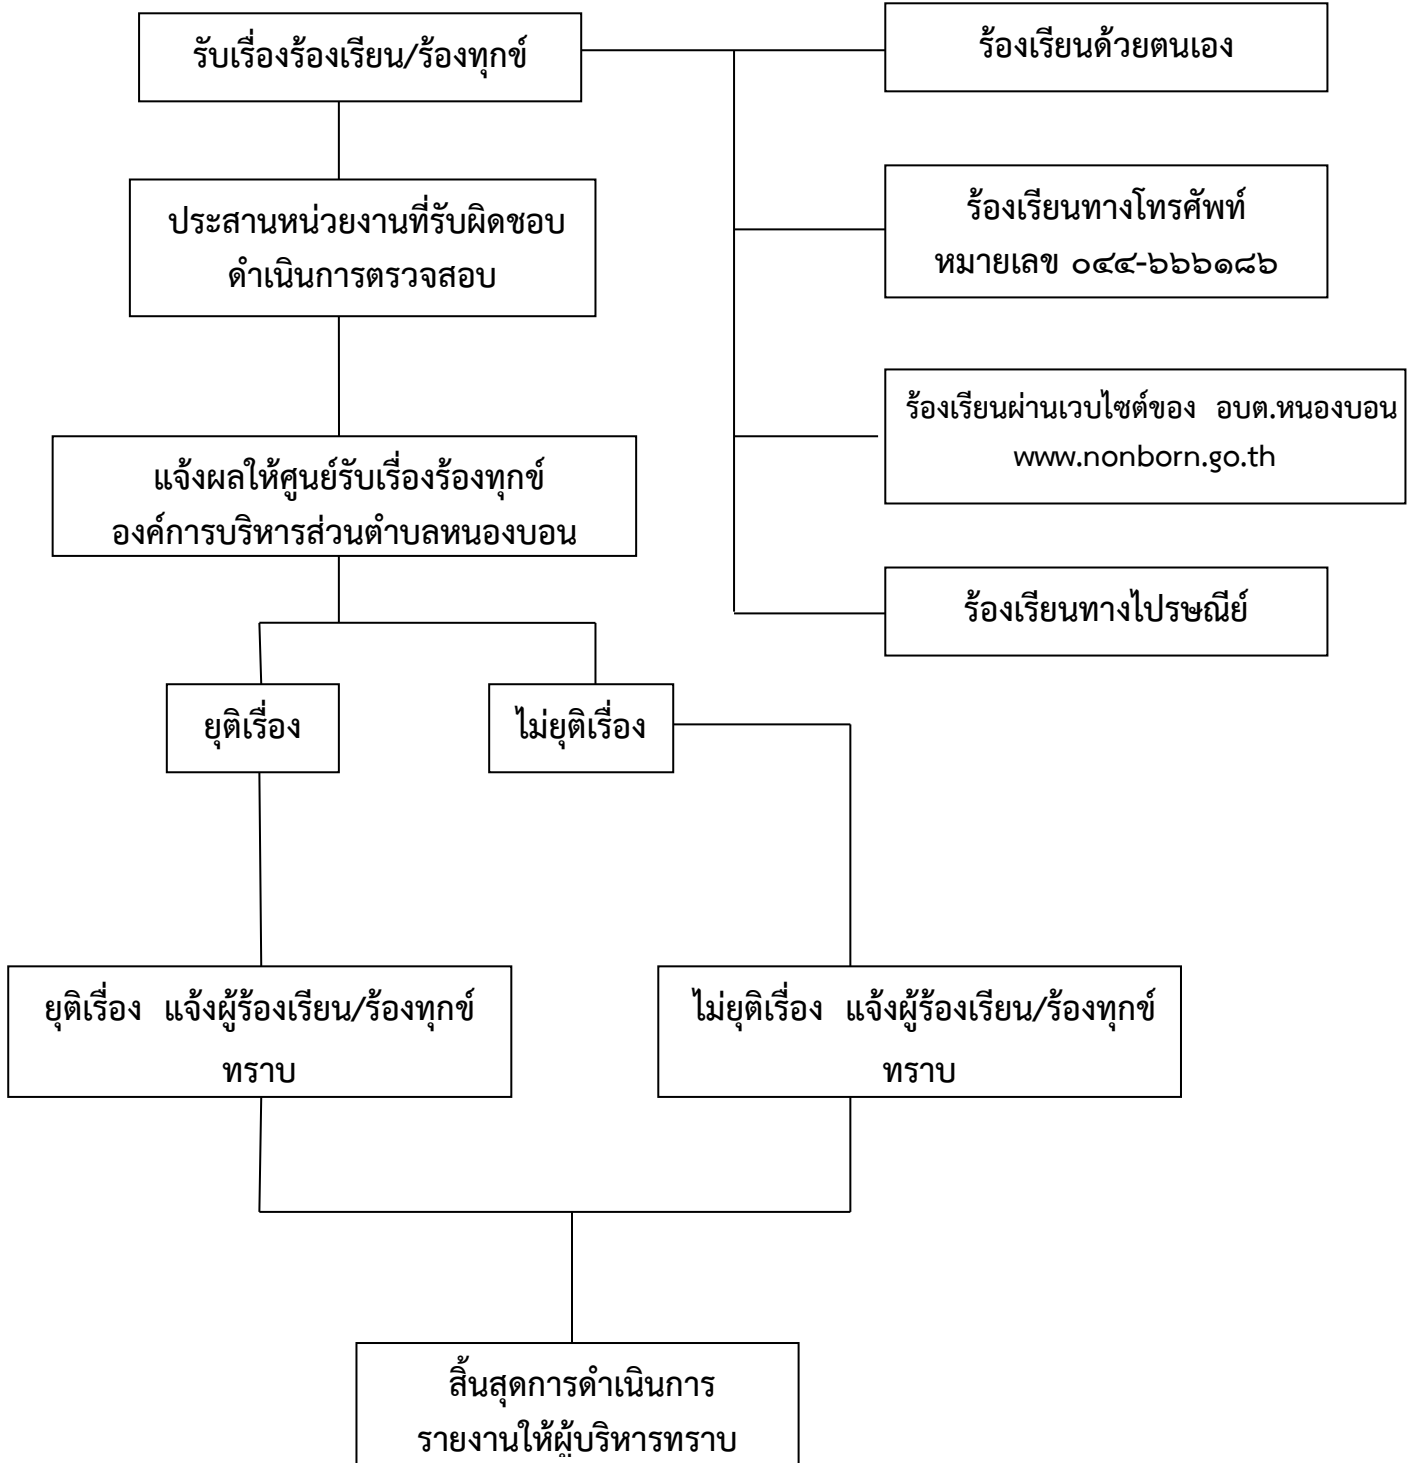 รับเรื่องร้องเรียน/ร้องทุกข์
ร้องเรียนด้วยตนเอง
ประสานหน่วยงานที่รับผิดชอบ
ดำเนินการตรวจสอบ
ร้องเรียนทางโทรศัพท์
หมายเลข ๐๔๔-๖๖๖๑๘๖
ร้องเรียนผ่านเวบไซต์ของ อบต.หนองบอน
www.nonborn.go.th
แจ้งผลให้ศูนย์รับเรื่องร้องทุกข์
องค์การบริหารส่วนตำบลหนองบอน
ร้องเรียนทางไปรษณีย์
ยุติเรื่อง
ไม่ยุติเรื่อง
ยุติเรื่อง แจ้งผู้ร้องเรียน/ร้องทุกข์
ทราบ
ไม่ยุติเรื่อง แจ้งผู้ร้องเรียน/ร้องทุกข์
ทราบ
สิ้นสุดการดำเนินการ
รายงานให้ผู้บริหารทราบ